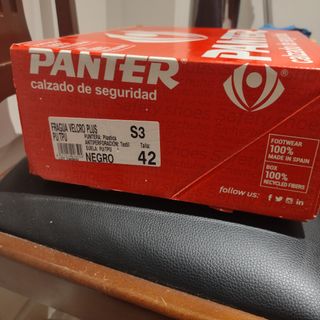 PANTER
PANTER
calzado de seguridad
FRAGUA VELCRO PLUS
PU TPU
S3
PUNTERA: Plastica
ANTIPERFORACION: Textil
SUELA: PU/TPU
Talla:
NEGRO
42
FOOTWEAR
100%
MADE IN SPAIN
BOX
100%
RECYCLED FIBERS
follow us: